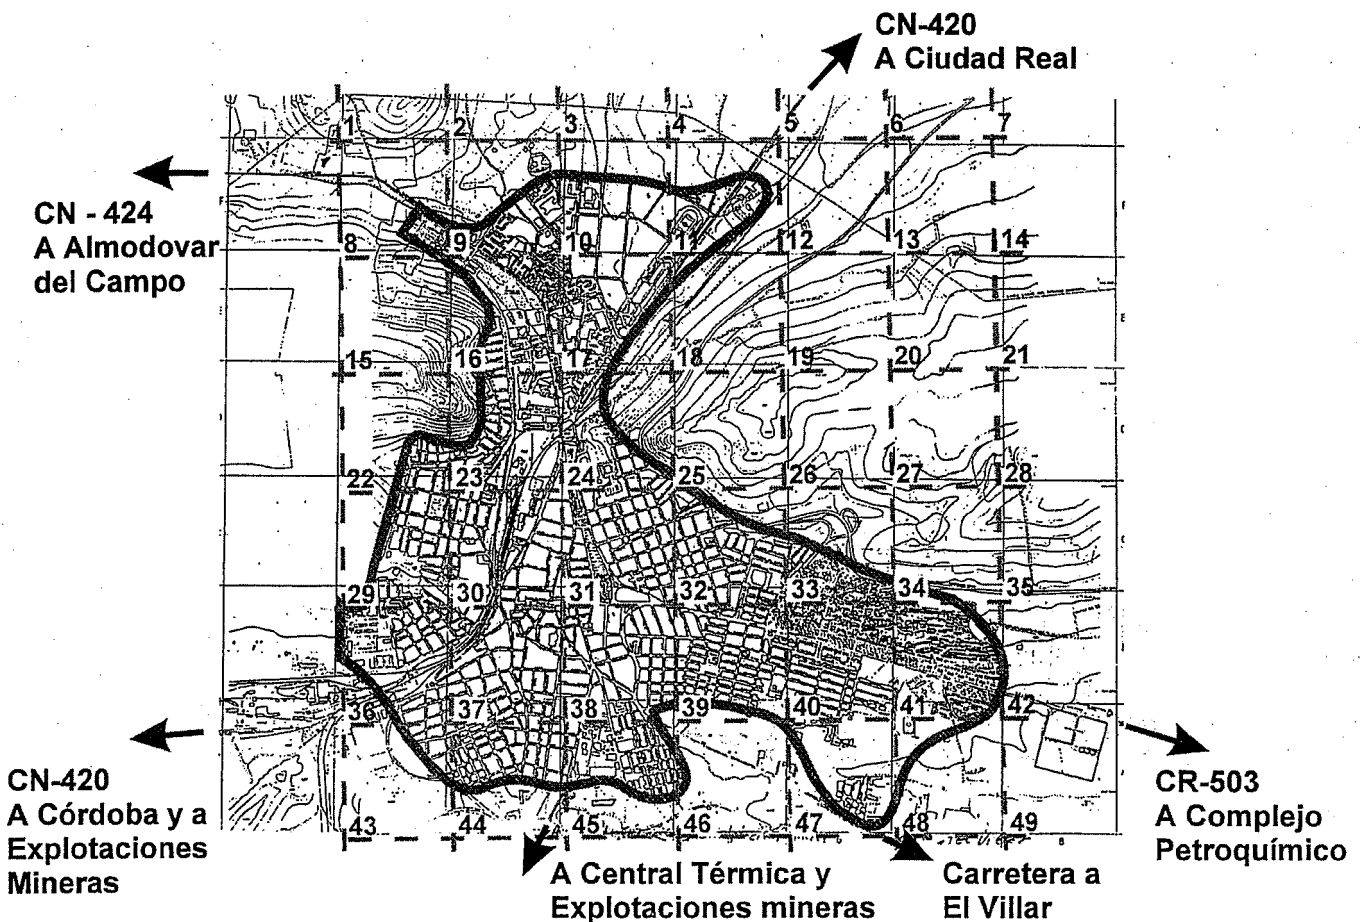 CN-420
A Ciudad Real
1 2 3 4 5 6 7
CN - 424
A Almodovar
del Campo
8 9 10 11 12 13 14
15 16 17 18 19 20 21
22 23 24 25 26 27 28
29 30 31 32 33 34 35
36 37 38 39 40 41 42
CN-420
A Córdoba y a
Explotaciones
Mineras
CR-503
A Complejo
Petroquímico
43 44 45 46 47 48 49
A Central Térmica y
Explotaciones mineras
Carretera a
El Villar